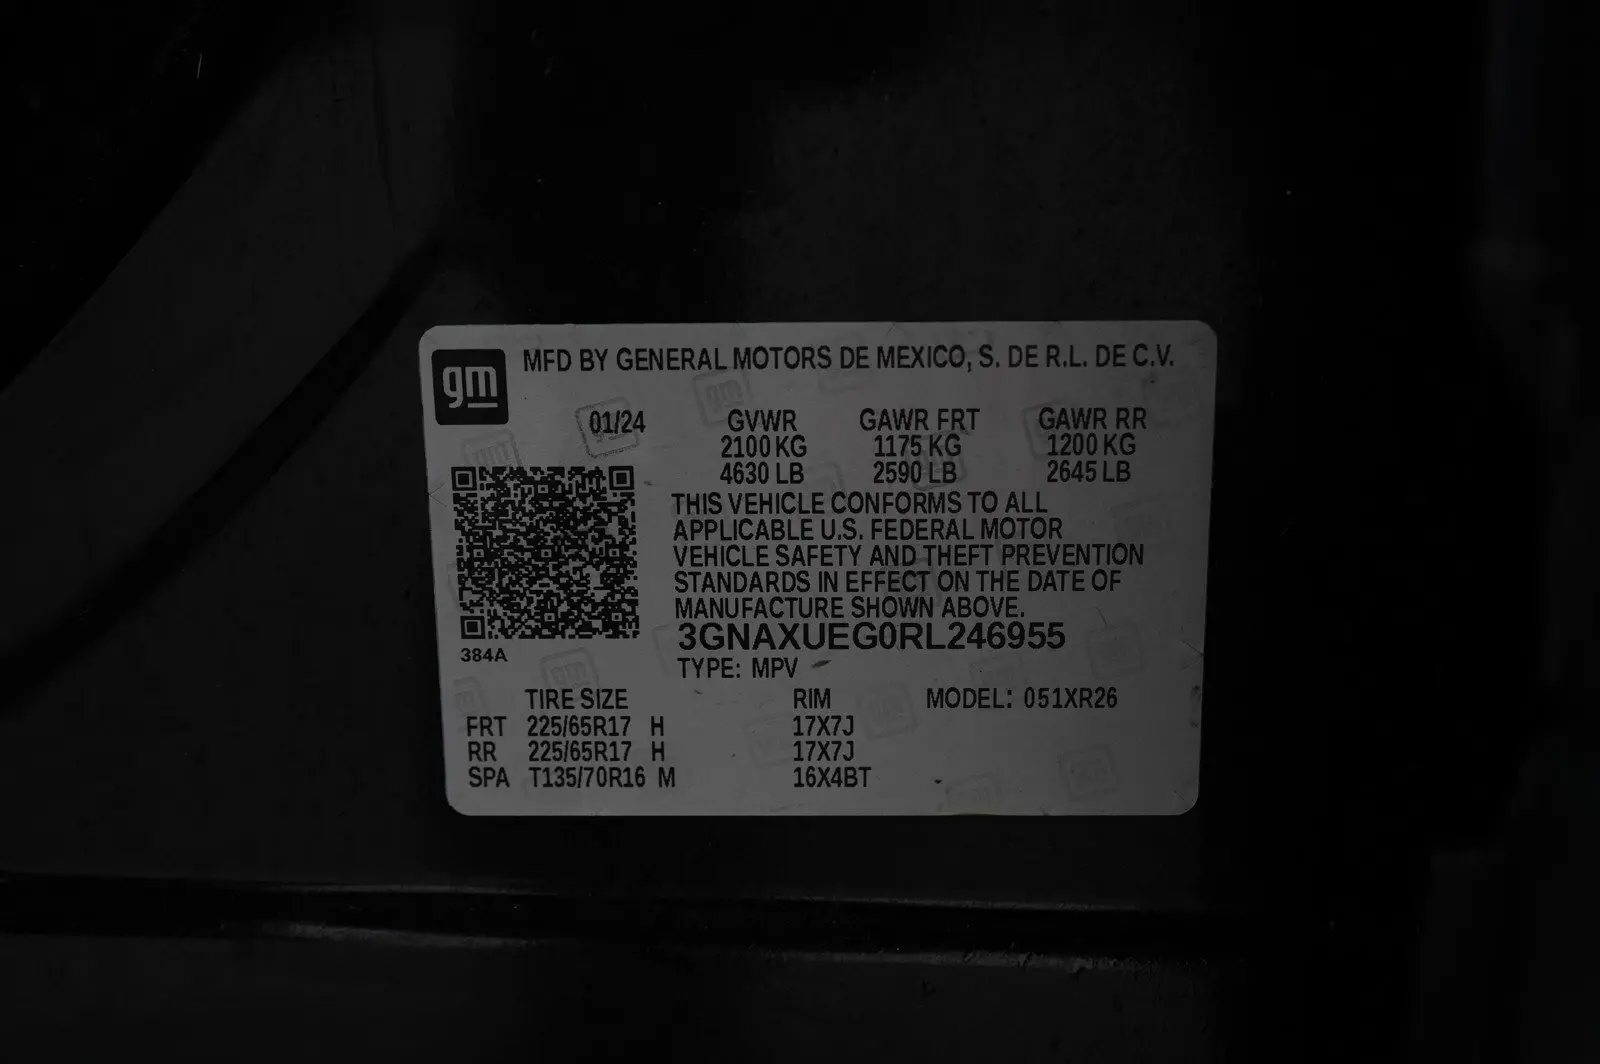 gm
MFD BY GENERAL MOTORS DE MEXICO, S. DE R.L. DE C.V.
01/24 GVWR GAWR FRT GAWR RR
2100 KG 1175 KG 1200 KG
4630 LB 2590 LB 2645 LB
THIS VEHICLE CONFORMS TO ALL
APPLICABLE U.S. FEDERAL MOTOR
VEHICLE SAFETY AND THEFT PREVENTION
STANDARDS IN EFFECT ON THE DATE OF
MANUFACTURE SHOWN ABOVE.
3GNAXUEG0RL246955
384A
TYPE: MPV
TIRE SIZE RIM MODEL: 051XR26
FRT 225/65R17 H 17X7J
RR 225/65R17 H 17X7J
SPA T135/70R16 M 16X4BT